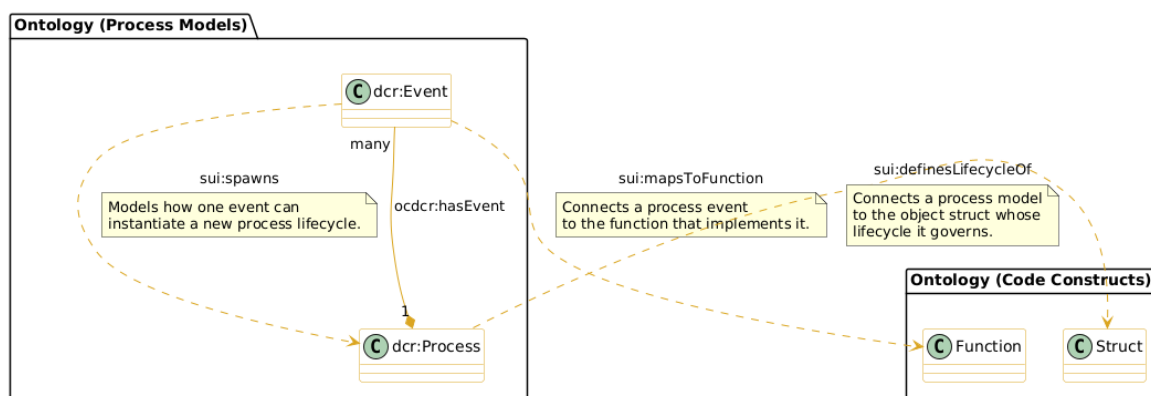 Ontology (Process Models)
C dcr:Event
many
sui:spawns
Models how one event can
instantiate a new process lifecycle.
ocdcr:hasEvent
sui:mapsToFunction
Connects a process event
to the function that implements it.
sui:definesLifecycleOf
Connects a process model
to the object struct whose
lifecycle it governs.
1
C dcr:Process
Ontology (Code Constructs)
C Function
C Struct